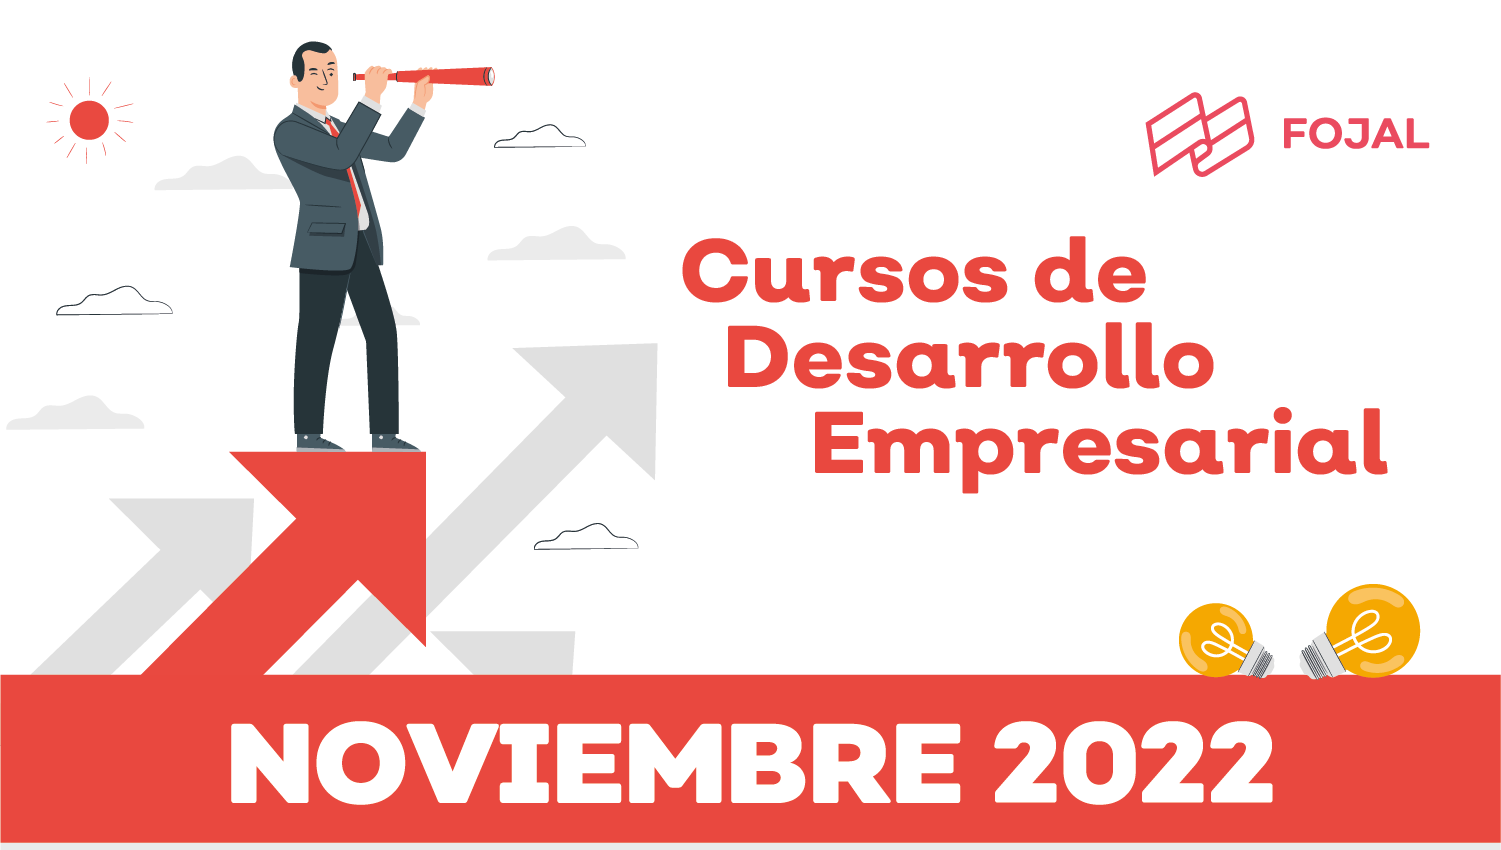 FOJAL
Cursos de
Desarrollo
Empresarial
NOVIEMBRE 2022